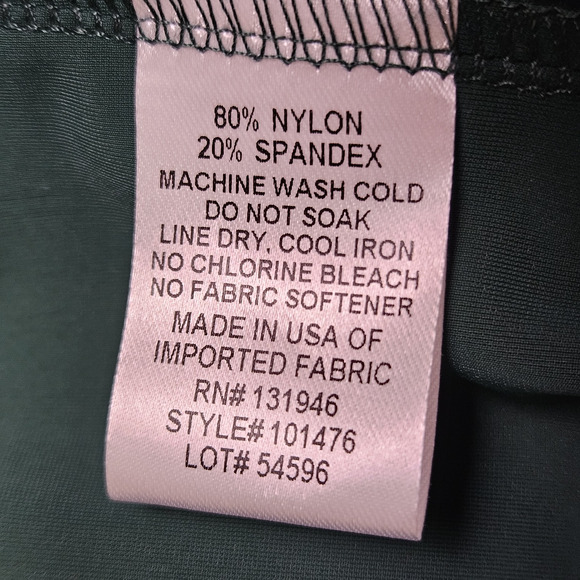 80% NYLON
20% SPANDEX
MACHINE WASH COLD
DO NOT SOAK
LINE DRY, COOL IRON
NO CHLORINE BLEACH
NO FABRIC SOFTENER
MADE IN USA OF
IMPORTED FABRIC
RN# 131946
STYLE# 101476
LOT# 54596